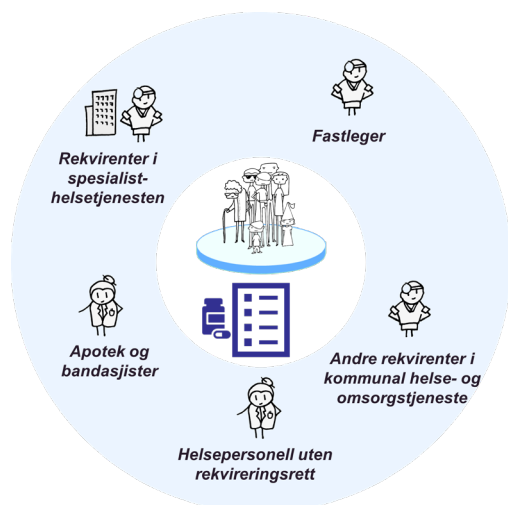 Fastleger
Rekvirenter i
spesialist-
helsetjenesten
Apotek og
bandasjister
Andre rekvirenter i
kommunal helse- og
omsorgstjeneste
Helsepersonell uten
rekvireringsrett